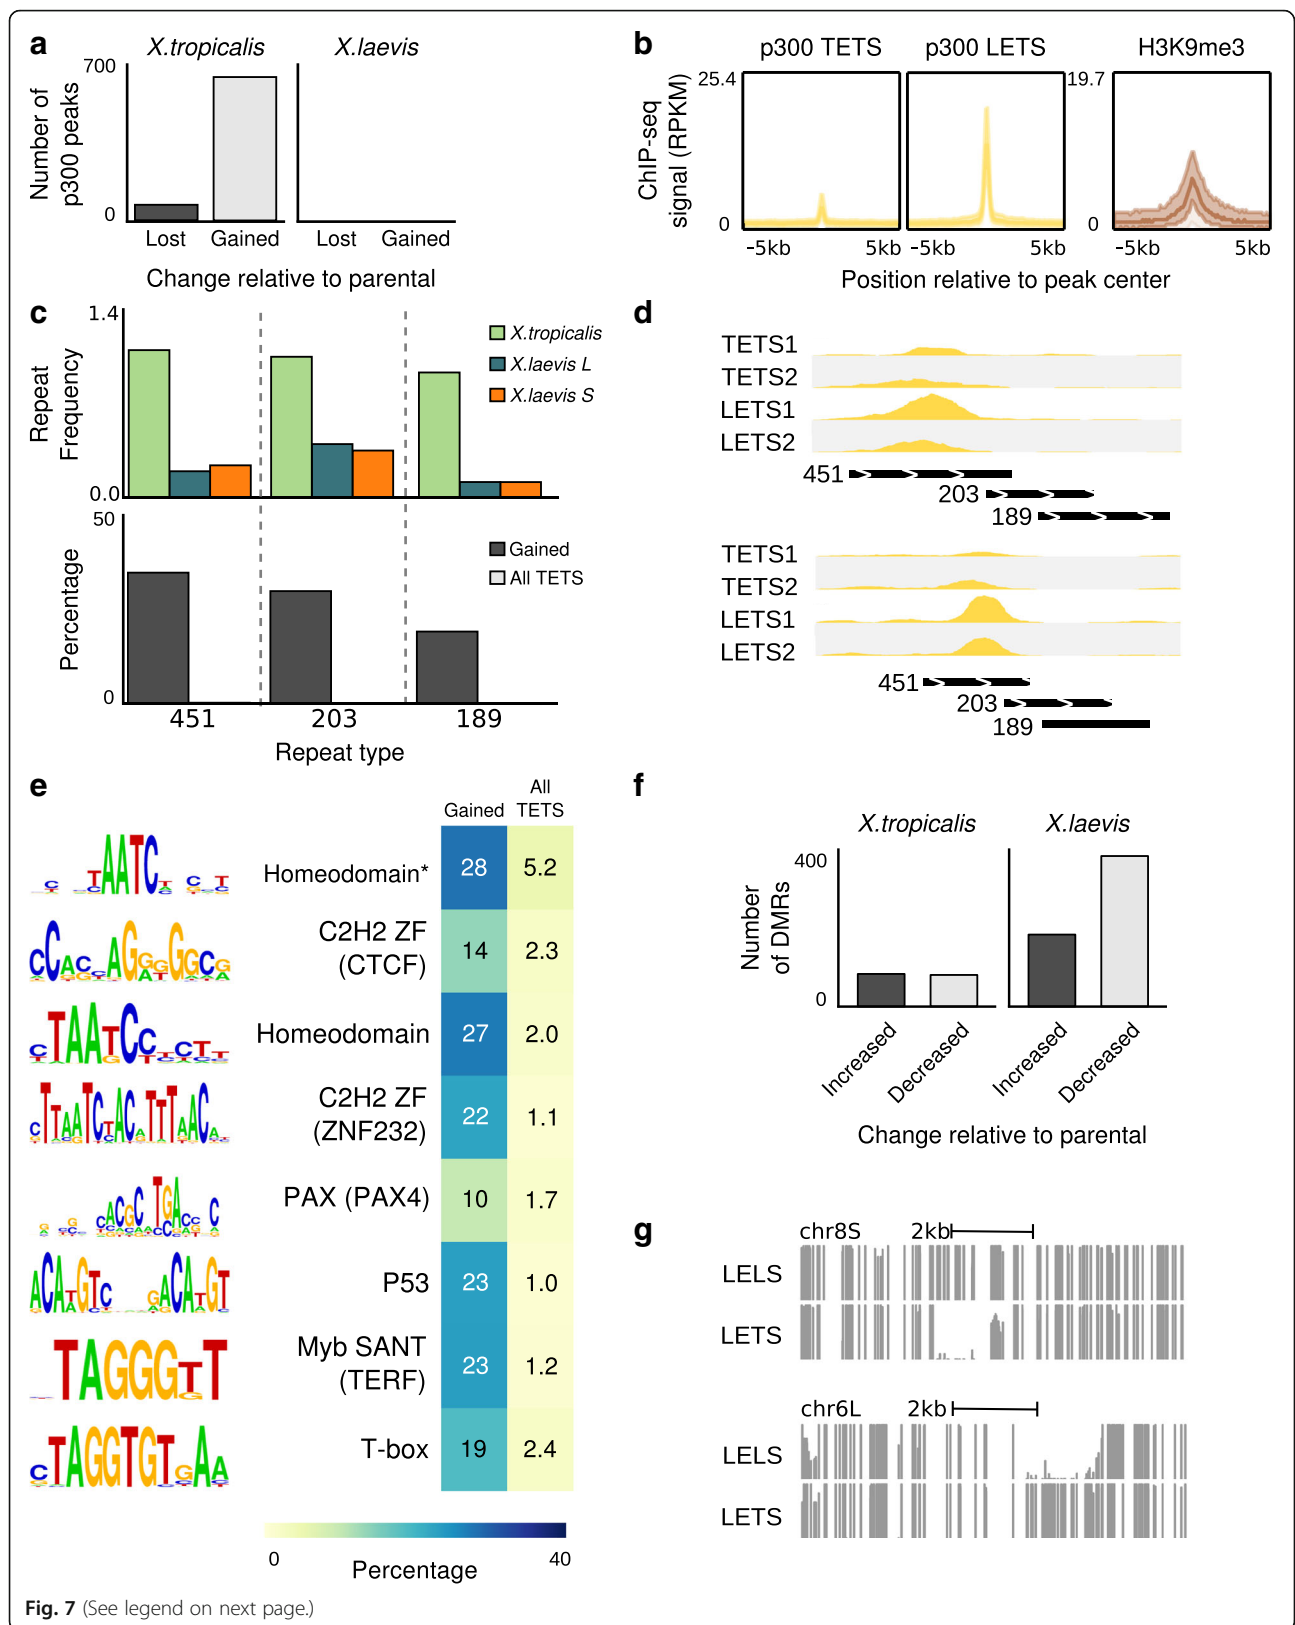 a
X.tropicalis
X.laevis
700
0
Number of
p300 peaks
Lost
Gained
Lost
Gained
Change relative to parental
b
p300 TETS
p300 LETS
H3K9me3
25.4
0
19.7
0
ChIP-seq
signal (RPKM)
-5kb
5kb
-5kb
5kb
-5kb
5kb
Position relative to peak center
c
1.4
0.0
Repeat
Frequency
X.tropicalis
X.laevis L
X.laevis S
50
0
Percentage
Gained
All TETS
451
203
189
Repeat type
d
TETS1
TETS2
LETS1
LETS2
451
203
189
TETS1
TETS2
LETS1
LETS2
451
203
189
e
Gained
All
TETS
Homeodomain*
28
5.2
C2H2 ZF
(CTCF)
14
2.3
Homeodomain
27
2.0
C2H2 ZF
(ZNF232)
22
1.1
PAX (PAX4)
10
1.7
P53
23
1.0
Myb SANT
(TERF)
23
1.2
T-box
19
2.4
0
40
Percentage
f
X.tropicalis
X.laevis
400
0
Number
of DMRs
Increased
Decreased
Increased
Decreased
Change relative to parental
g
chr8S
2kb
LELS
LETS
chr6L
2kb
LELS
LETS
Fig. 7 (See legend on next page.)